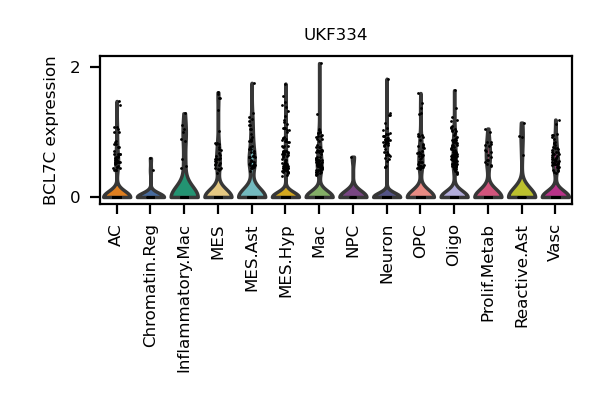 UKF334
BCL7C expression
2
0
AC
Chromatin.Reg
Inflammatory.Mac
MES
MES.Ast
MES.Hyp
Mac
NPC
Neuron
OPC
Oligo
Prolif.Metab
Reactive.Ast
Vasc